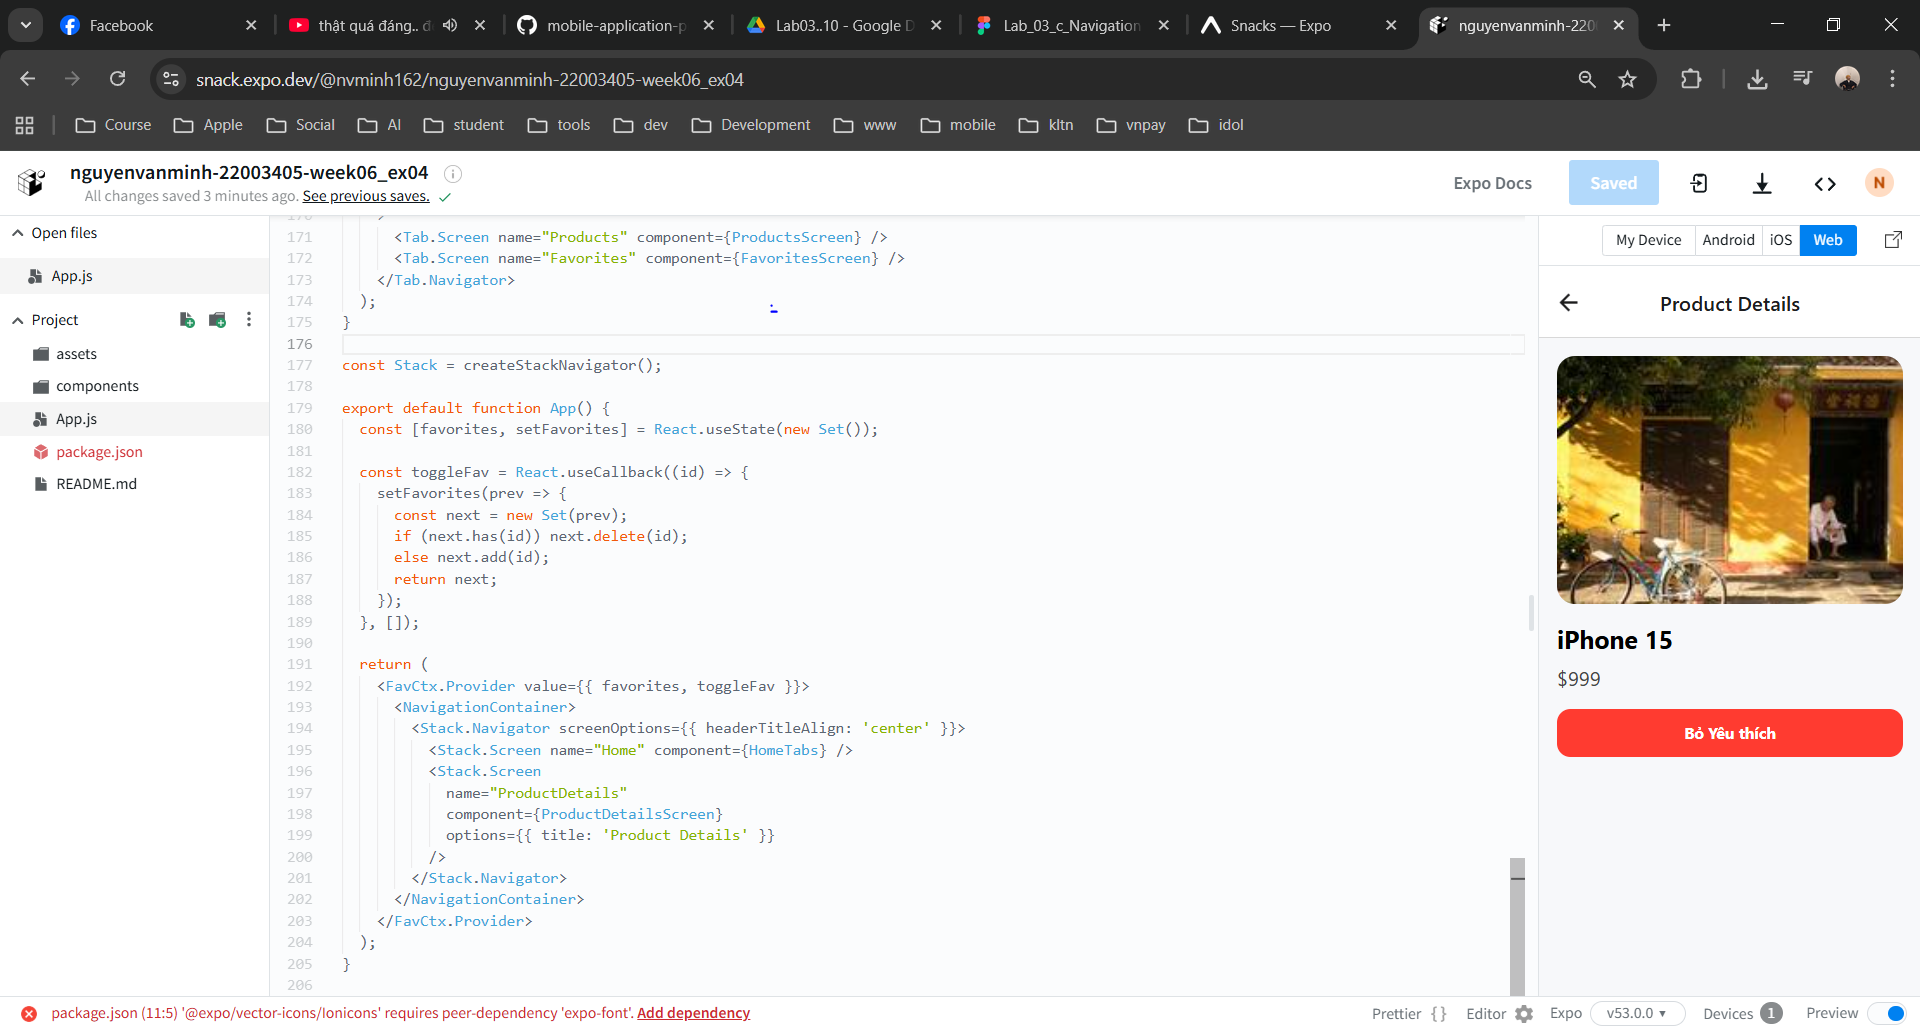 Facebook
thật quá đáng.. đ
mobile-application-p
Lab03..10 - Google D
Lab_03_c_Navigation
Snacks — Expo
nguyenvanminh-220
snack.expo.dev/@nvminh162/nguyenvanminh-22003405-week06_ex04
Course
Apple
Social
AI
student
tools
dev
Development
www
mobile
kltn
vnpay
idol
nguyenvanminh-22003405-week06_ex04
All changes saved 3 minutes ago. See previous saves.
Expo Docs
Saved
N
Open files
App.js
Project
assets
components
App.js
package.json
README.md
170 >
171 <Tab.Screen name="Products" component={ProductsScreen} />
172 <Tab.Screen name="Favorites" component={FavoritesScreen} />
173 </Tab.Navigator>
174 );
175 }
176
177 const Stack = createStackNavigator();
178
179 export default function App() {
180 const [favorites, setFavorites] = React.useState(new Set());
181
182 const toggleFav = React.useCallback((id) => {
183 setFavorites(prev => {
184 const next = new Set(prev);
185 if (next.has(id)) next.delete(id);
186 else next.add(id);
187 return next;
188 });
189 }, []);
190
191 return (
192 <FavCtx.Provider value={{ favorites, toggleFav }}>
193 <NavigationContainer>
194 <Stack.Navigator screenOptions={{ headerTitleAlign: 'center' }}>
195 <Stack.Screen name="Home" component={HomeTabs} />
196 <Stack.Screen
197 name="ProductDetails"
198 component={ProductDetailsScreen}
199 options={{ title: 'Product Details' }}
200 />
201 </Stack.Navigator>
202 </NavigationContainer>
203 </FavCtx.Provider>
204 );
205 }
206
My Device
Android
iOS
Web
Product Details
iPhone 15
$999
Bỏ Yêu thích
package.json (11:5) '@expo/vector-icons/Ionicons' requires peer-dependency 'expo-font'. Add dependency
Prettier { }
Editor
Expo
v53.0.0
Devices 1
Preview